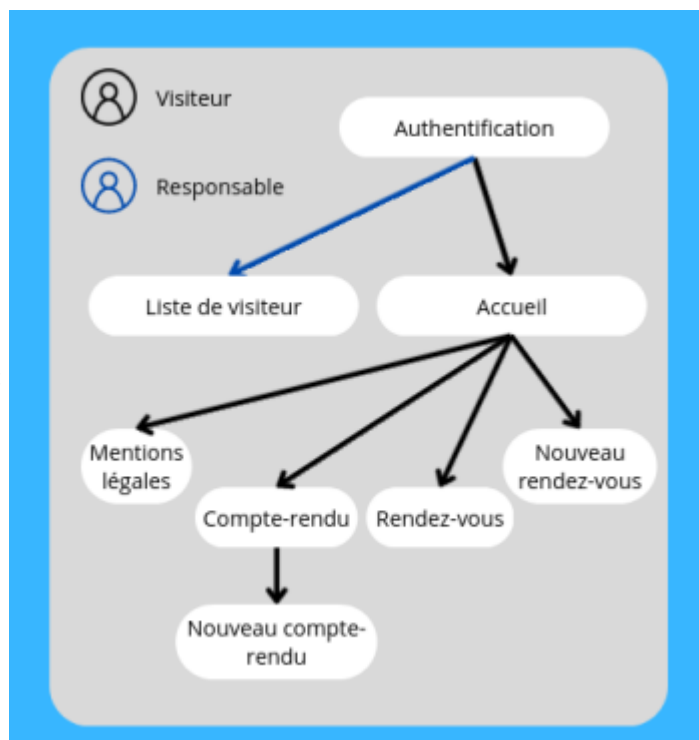 Visiteur
Authentification
Responsable
Liste de visiteur
Accueil
Mentions
légales
Nouveau
rendez-vous
Compte-rendu
Rendez-vous
Nouveau compte-
rendu